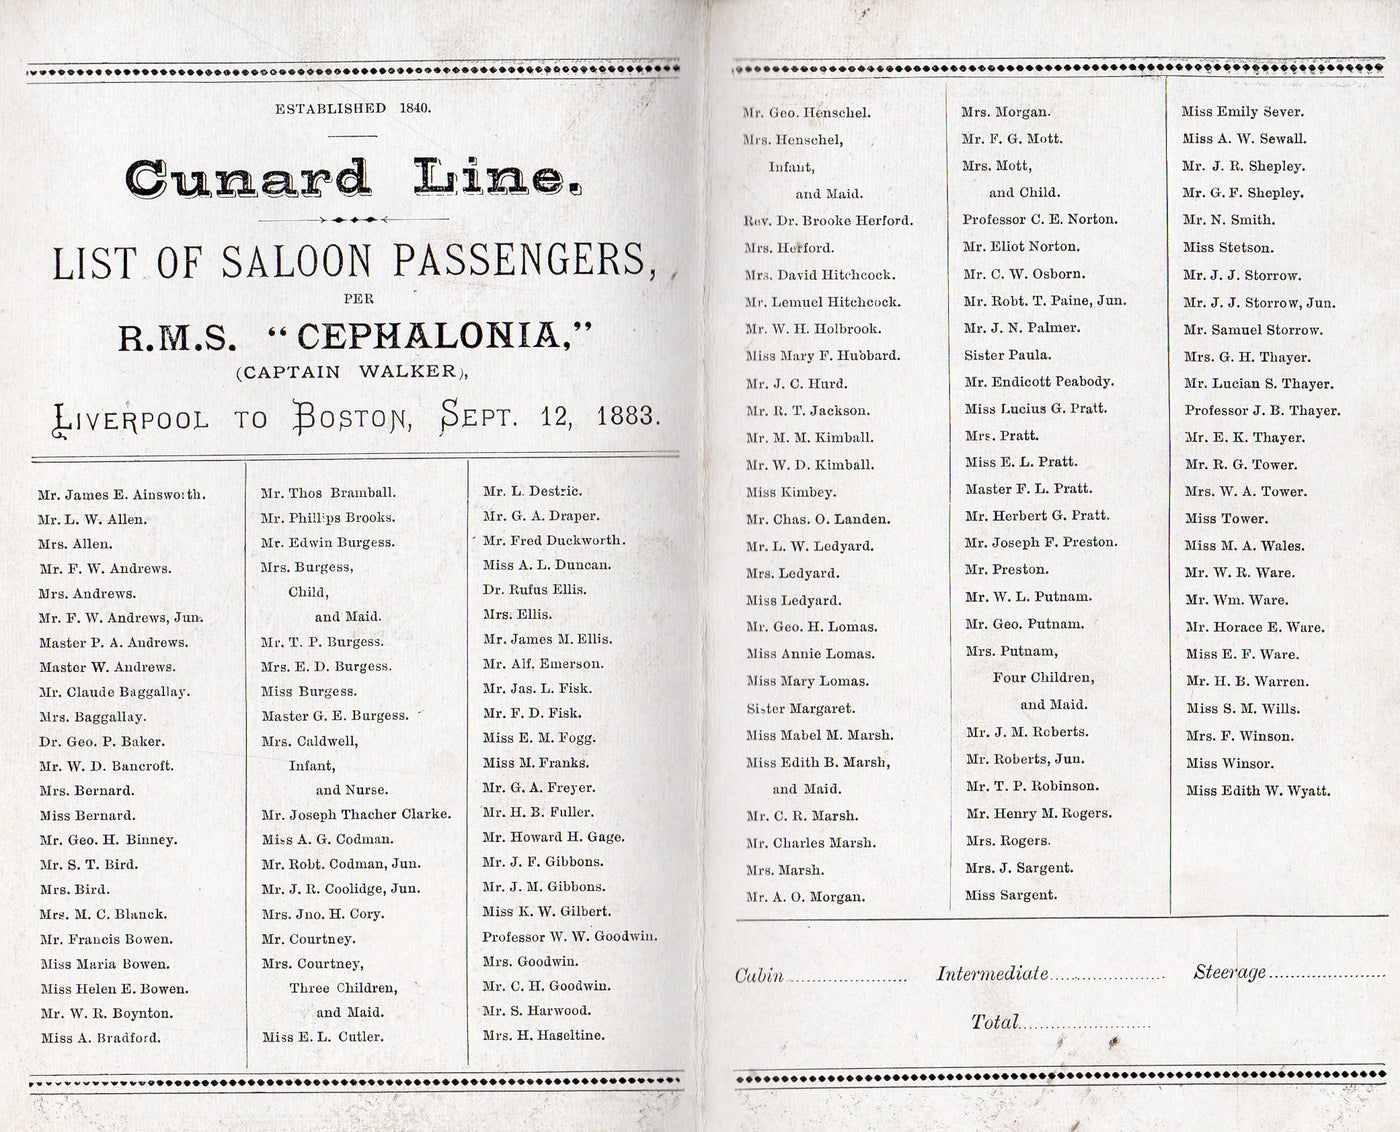 ESTABLISHED 1840.
Cunard Line.
LIST OF SALOON PASSENGERS,
PER
R.M.S. “CEPHALONIA,”
(CAPTAIN WALKER),
LIVERPOOL TO BOSTON, SEPT. 12, 1883.
Mr. James E. Ainsworth.
Mr. L. W. Allen.
Mrs. Allen.
Mr. F. W. Andrews.
Mrs. Andrews.
Mr. F. W. Andrews, Jun.
Master P. A. Andrews.
Master W. Andrews.
Mr. Claude Baggallay.
Mrs. Baggallay.
Dr. Geo. P. Baker.
Mr. W. D. Bancroft.
Mrs. Bernard.
Miss Bernard.
Mr. Geo. H. Binney.
Mr. S. T. Bird.
Mrs. Bird.
Mrs. M. C. Blanck.
Mr. Francis Bowen.
Miss Maria Bowen.
Miss Helen E. Bowen.
Mr. W. R. Boynton.
Miss A. Bradford.
Mr. Thos Bramball.
Mr. Phillips Brooks.
Mr. Edwin Burgess.
Mrs. Burgess,
Child,
and Maid.
Mr. T. P. Burgess.
Mrs. E. D. Burgess.
Miss Burgess.
Master G. E. Burgess.
Mrs. Caldwell,
Infant,
and Nurse.
Mr. Joseph Thacher Clarke.
Miss A. G. Codman.
Mr. Robt. Codman, Jun.
Mr. J. R. Coolidge, Jun.
Mrs. Jno. H. Cory.
Mr. Courtney.
Mrs. Courtney,
Three Children,
and Maid.
Miss E. L. Cutler.
Mr. L. Destric.
Mr. G. A. Draper.
Mr. Fred Duckworth.
Miss A. L. Duncan.
Dr. Rufus Ellis.
Mrs. Ellis.
Mr. James M. Ellis.
Mr. Alf. Emerson.
Mr. Jas. L. Fisk.
Mr. F. D. Fisk.
Miss E. M. Fogg.
Miss M. Franks.
Mr. G. A. Freyer.
Mr. H. B. Fuller.
Mr. Howard H. Gage.
Mr. J. F. Gibbons.
Mr. J. M. Gibbons.
Miss K. W. Gilbert.
Professor W. W. Goodwin.
Mrs. Goodwin.
Mr. C. H. Goodwin.
Mr. S. Harwood.
Mrs. H. Haseltine.
Mr. Geo. Henschel.
Mrs. Henschel,
Infant,
and Maid.
Rev. Dr. Brooke Herford.
Mrs. Herford.
Mrs. David Hitchcock.
Mr. Lemuel Hitchcock.
Mr. W. H. Holbrook.
Miss Mary F. Hubbard.
Mr. J. C. Hurd.
Mr. R. T. Jackson.
Mr. M. M. Kimball.
Mr. W. D. Kimball.
Miss Kimbey.
Mr. Chas. O. Landen.
Mr. L. W. Ledyard.
Mrs. Ledyard.
Miss Ledyard.
Mr. Geo. H. Lomas.
Miss Annie Lomas.
Miss Mary Lomas.
Sister Margaret.
Miss Mabel M. Marsh.
Miss Edith B. Marsh,
and Maid.
Mr. C. R. Marsh.
Mr. Charles Marsh.
Mrs. Marsh.
Mr. A. O. Morgan.
Mrs. Morgan.
Mr. F. G. Mott.
Mrs. Mott,
and Child.
Professor C. E. Norton.
Mr. Eliot Norton.
Mr. C. W. Osborn.
Mr. Robt. T. Paine, Jun.
Mr. J. N. Palmer.
Sister Paula.
Mr. Endicott Peabody.
Miss Lucius G. Pratt.
Mrs. Pratt.
Miss E. L. Pratt.
Master F. L. Pratt.
Mr. Herbert G. Pratt.
Mr. Joseph F. Preston.
Mr. Preston.
Mr. W. L. Putnam.
Mr. Geo. Putnam.
Mrs. Putnam,
Four Children,
and Maid.
Mr. J. M. Roberts.
Mr. Roberts, Jun.
Mr. T. P. Robinson.
Mr. Henry M. Rogers.
Mrs. Rogers.
Mrs. J. Sargent.
Miss Sargent.
Miss Emily Sever.
Miss A. W. Sewall.
Mr. J. R. Shepley.
Mr. G. F. Shepley.
Mr. N. Smith.
Miss Stetson.
Mr. J. J. Storrow.
Mr. J. J. Storrow, Jun.
Mr. Samuel Storrow.
Mrs. G. H. Thayer.
Mr. Lucian S. Thayer.
Professor J. B. Thayer.
Mr. E. K. Thayer.
Mr. R. G. Tower.
Mrs. W. A. Tower.
Miss Tower.
Miss M. A. Wales.
Mr. W. R. Ware.
Mr. Wm. Ware.
Mr. Horace E. Ware.
Miss E. F. Ware.
Mr. H. B. Warren.
Miss S. M. Wills.
Mrs. F. Winson.
Miss Winsor.
Miss Edith W. Wyatt.
Cabin.................... Intermediate.................... Steerage....................
Total....................